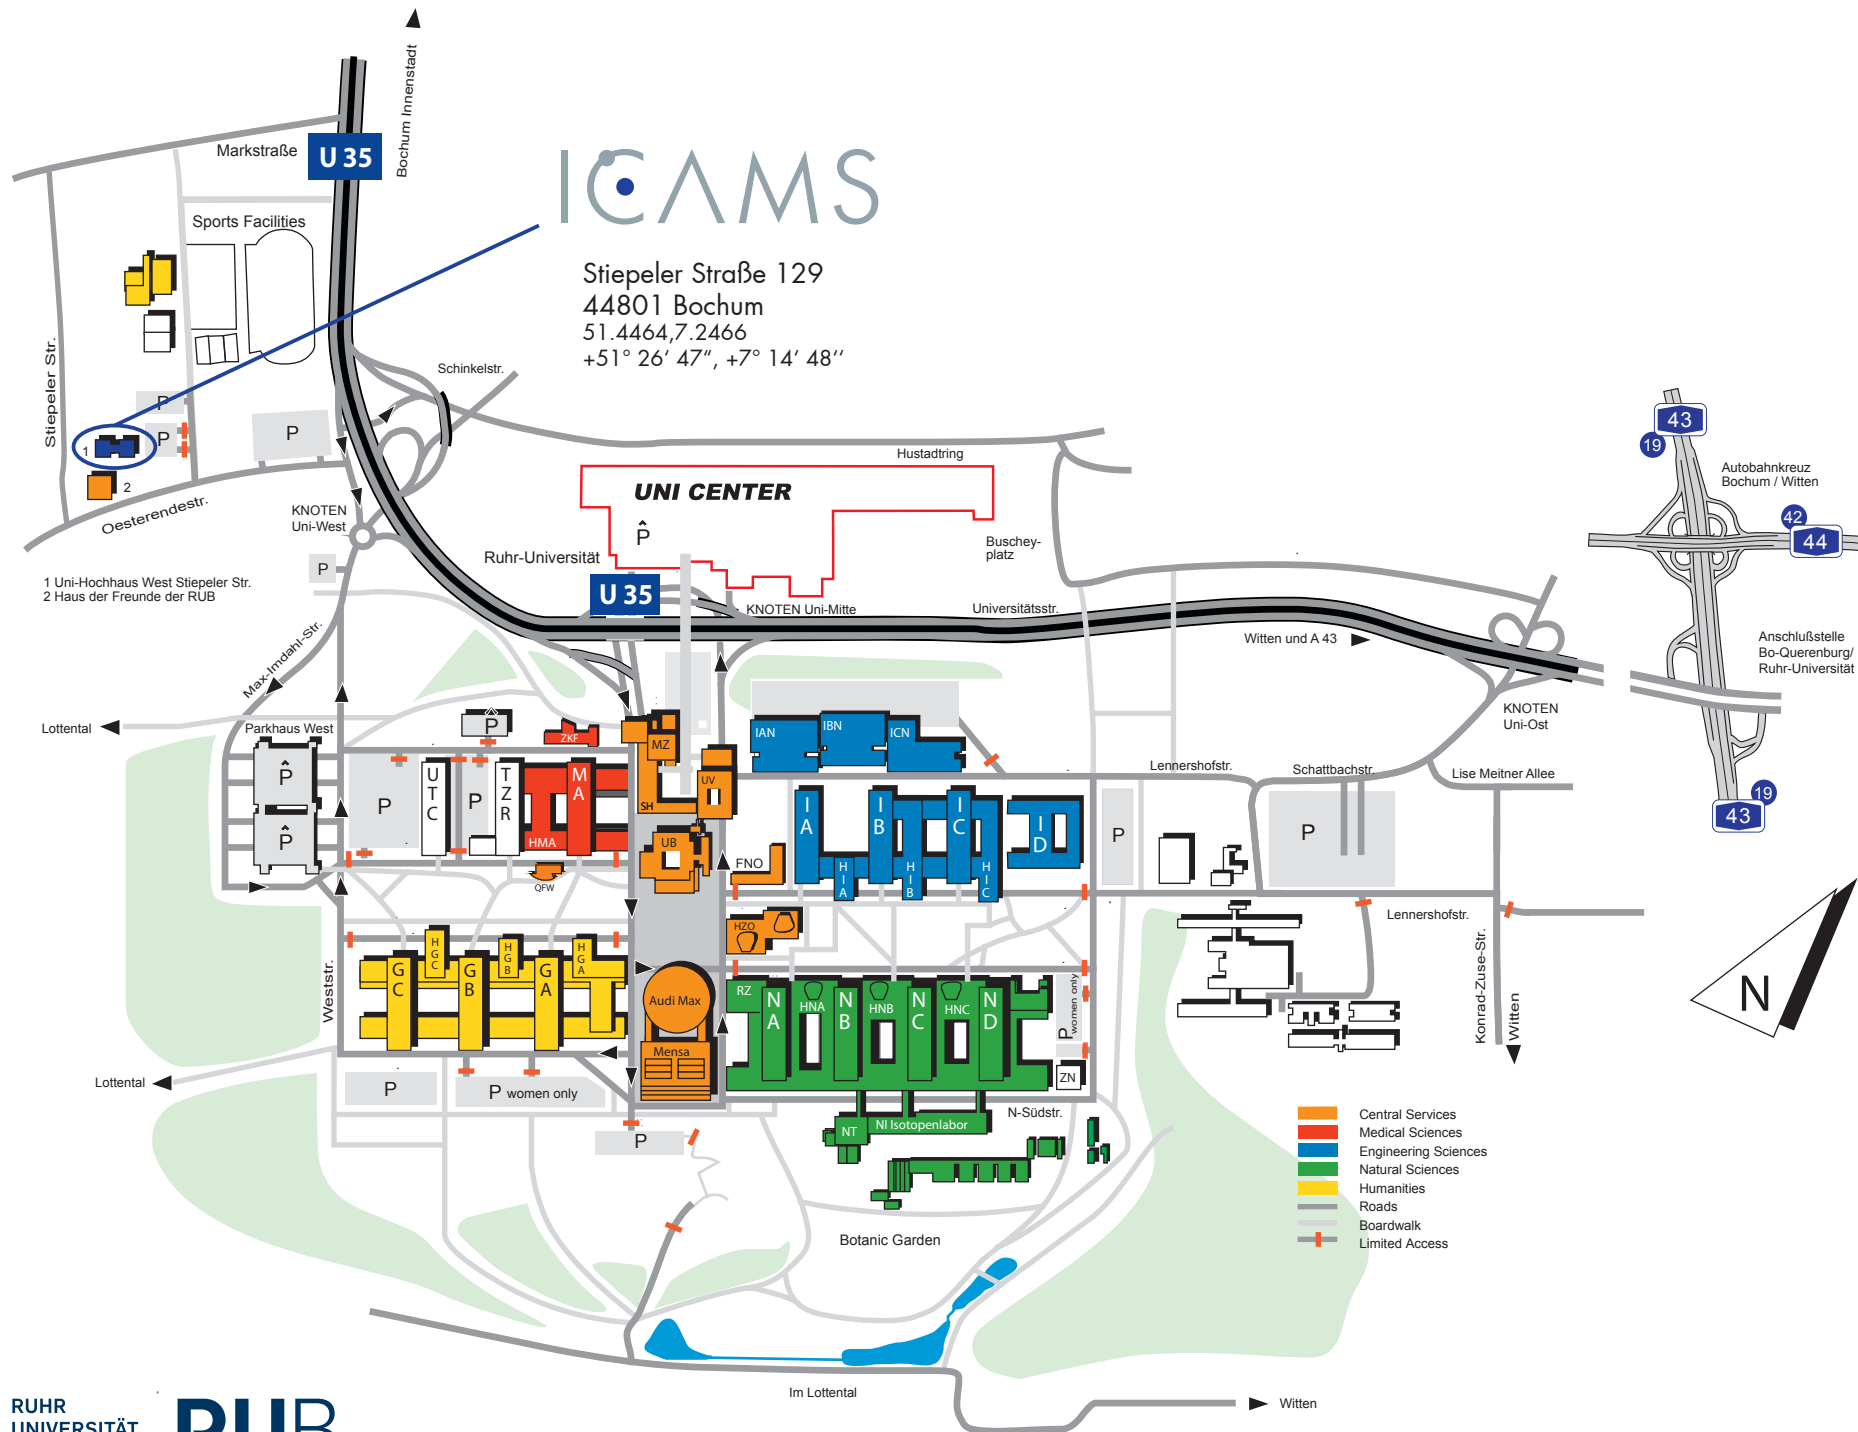 Bochum Innenstadt
Markstraße
U 35
ICAMS
Sports Facilities
Stiepeler Straße 129
44801 Bochum
51.4464,7.2466
+51° 26‘ 47“, +7° 14‘ 48‘‘
Stiepeler Str.
Schinkelstr.
P
P
P
1
2
Oesterendestr.
Hustadtring
UNI CENTER
P
KNOTEN
Uni-West
Buschey-
platz
Ruhr-Universität
U 35
P
1 Uni-Hochhaus West Stiepeler Str.
2 Haus der Freunde der RUB
KNOTEN Uni-Mitte
Universitätsstr.
Witten und A 43
43
19
Autobahnkreuz
Bochum / Witten
42
44
Anschlußstelle
Bo-Querenburg/
Ruhr-Universität
43
19
KNOTEN
Uni-Ost
Max-Imdahl-Str.
Lottental
Parkhaus West
P
P
P
P
P
UTC
TZR
ZKF
MA
HMA
MZ
SH
UV
UB
QFW
FNO
HZO
IAN
IBN
ICN
IA
IB
IC
ID
HIA
HIB
HIC
P
P
Lennershofstr.
Schattbachstr.
Lise Meitner Allee
Lennershofstr.
Konrad-Zuse-Str.
Witten
N
Weststr.
GC
HGC
GB
HGB
GA
HGA
Audi Max
Mensa
RZ
NA
HNA
NB
HNB
NC
HNC
ND
P women only
ZN
Lottental
P
P women only
P
N-Südstr.
NT
NI Isotopenlabor
Botanic Garden
Central Services
Medical Sciences
Engineering Sciences
Natural Sciences
Humanities
Roads
Boardwalk
Limited Access
Im Lottental
Witten
RUHR
UNIVERSITÄT
RUB